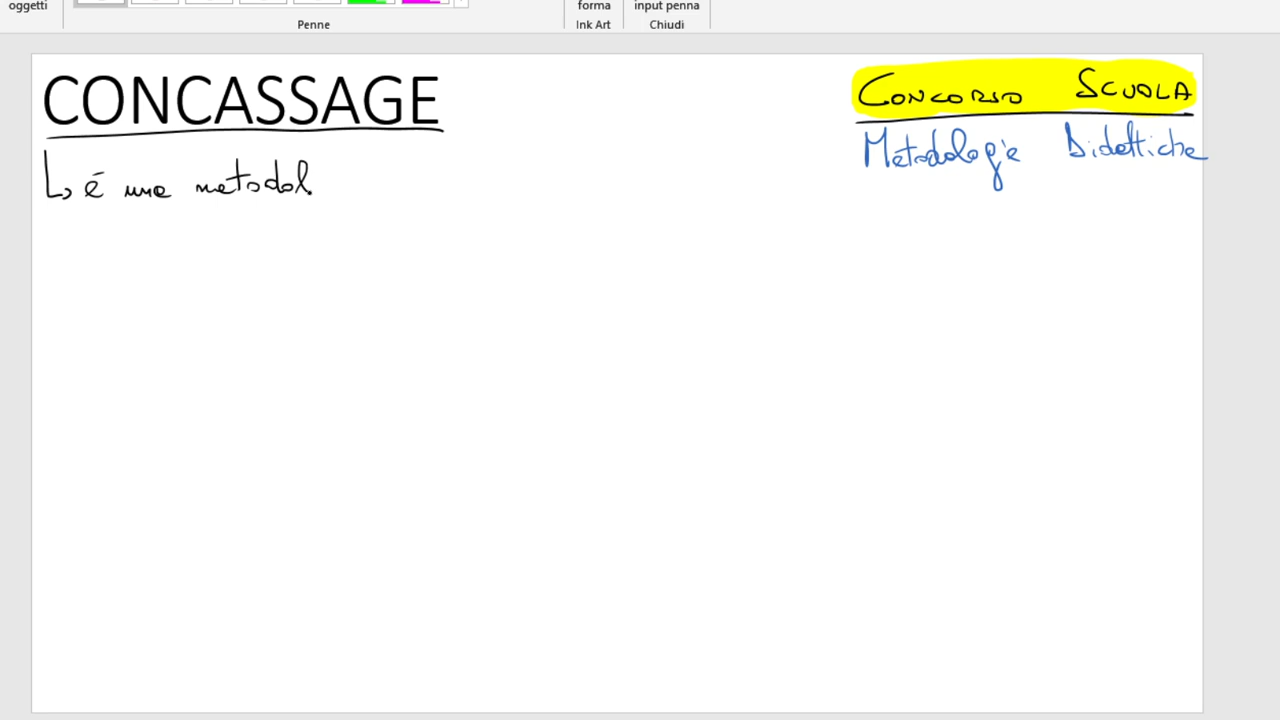 oggetti
Penne
forma
Ink Art
input penna
Chiudi
CONCASSAGE
CONCORSO SCUOLA
Metodologie Didattiche
è una metodol